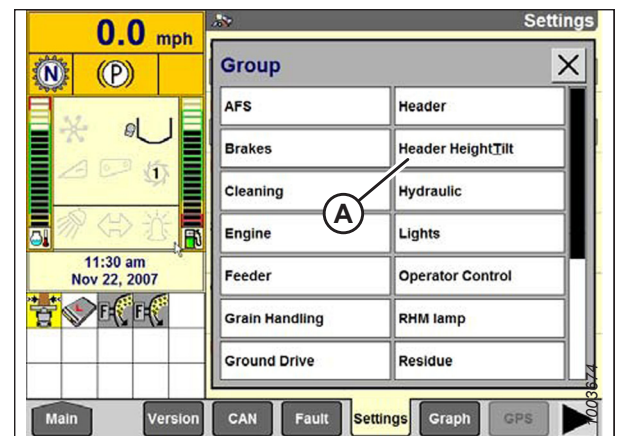 0.0 mph
Settings
N (P)
Group
AFS Header
Brakes Header HeightTilt
1
Cleaning Hydraulic
A
Engine Lights
11:30 am
Nov 22, 2007
Feeder Operator Control
L F F
Grain Handling RHM lamp
Ground Drive Residue
Main Version CAN Fault Settings Graph GPS
1003674